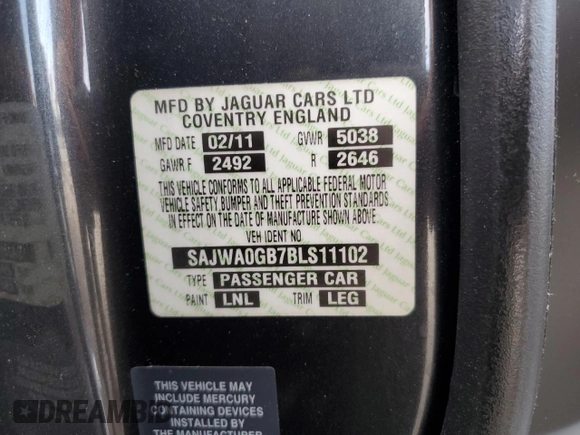 MFD BY JAGUAR CARS LTD
COVENTRY ENGLAND
MFD DATE 02/11 GVWR 5038
GAWR F 2492 R 2646
THIS VEHICLE CONFORMS TO ALL APPLICABLE FEDERAL MOTOR
VEHICLE SAFETY BUMPER AND THEFT PREVENTION STANDARDS
IN EFFECT ON THE DATE OF MANUFACTURE SHOWN ABOVE
VEH IDENT NO
SAJWA0GB7BLS11102
TYPE PASSENGER CAR
PAINT LNL TRIM LEG
THIS VEHICLE MAY
INCLUDE MERCURY
CONTAINING DEVICES
INSTALLED BY
DREAMBID